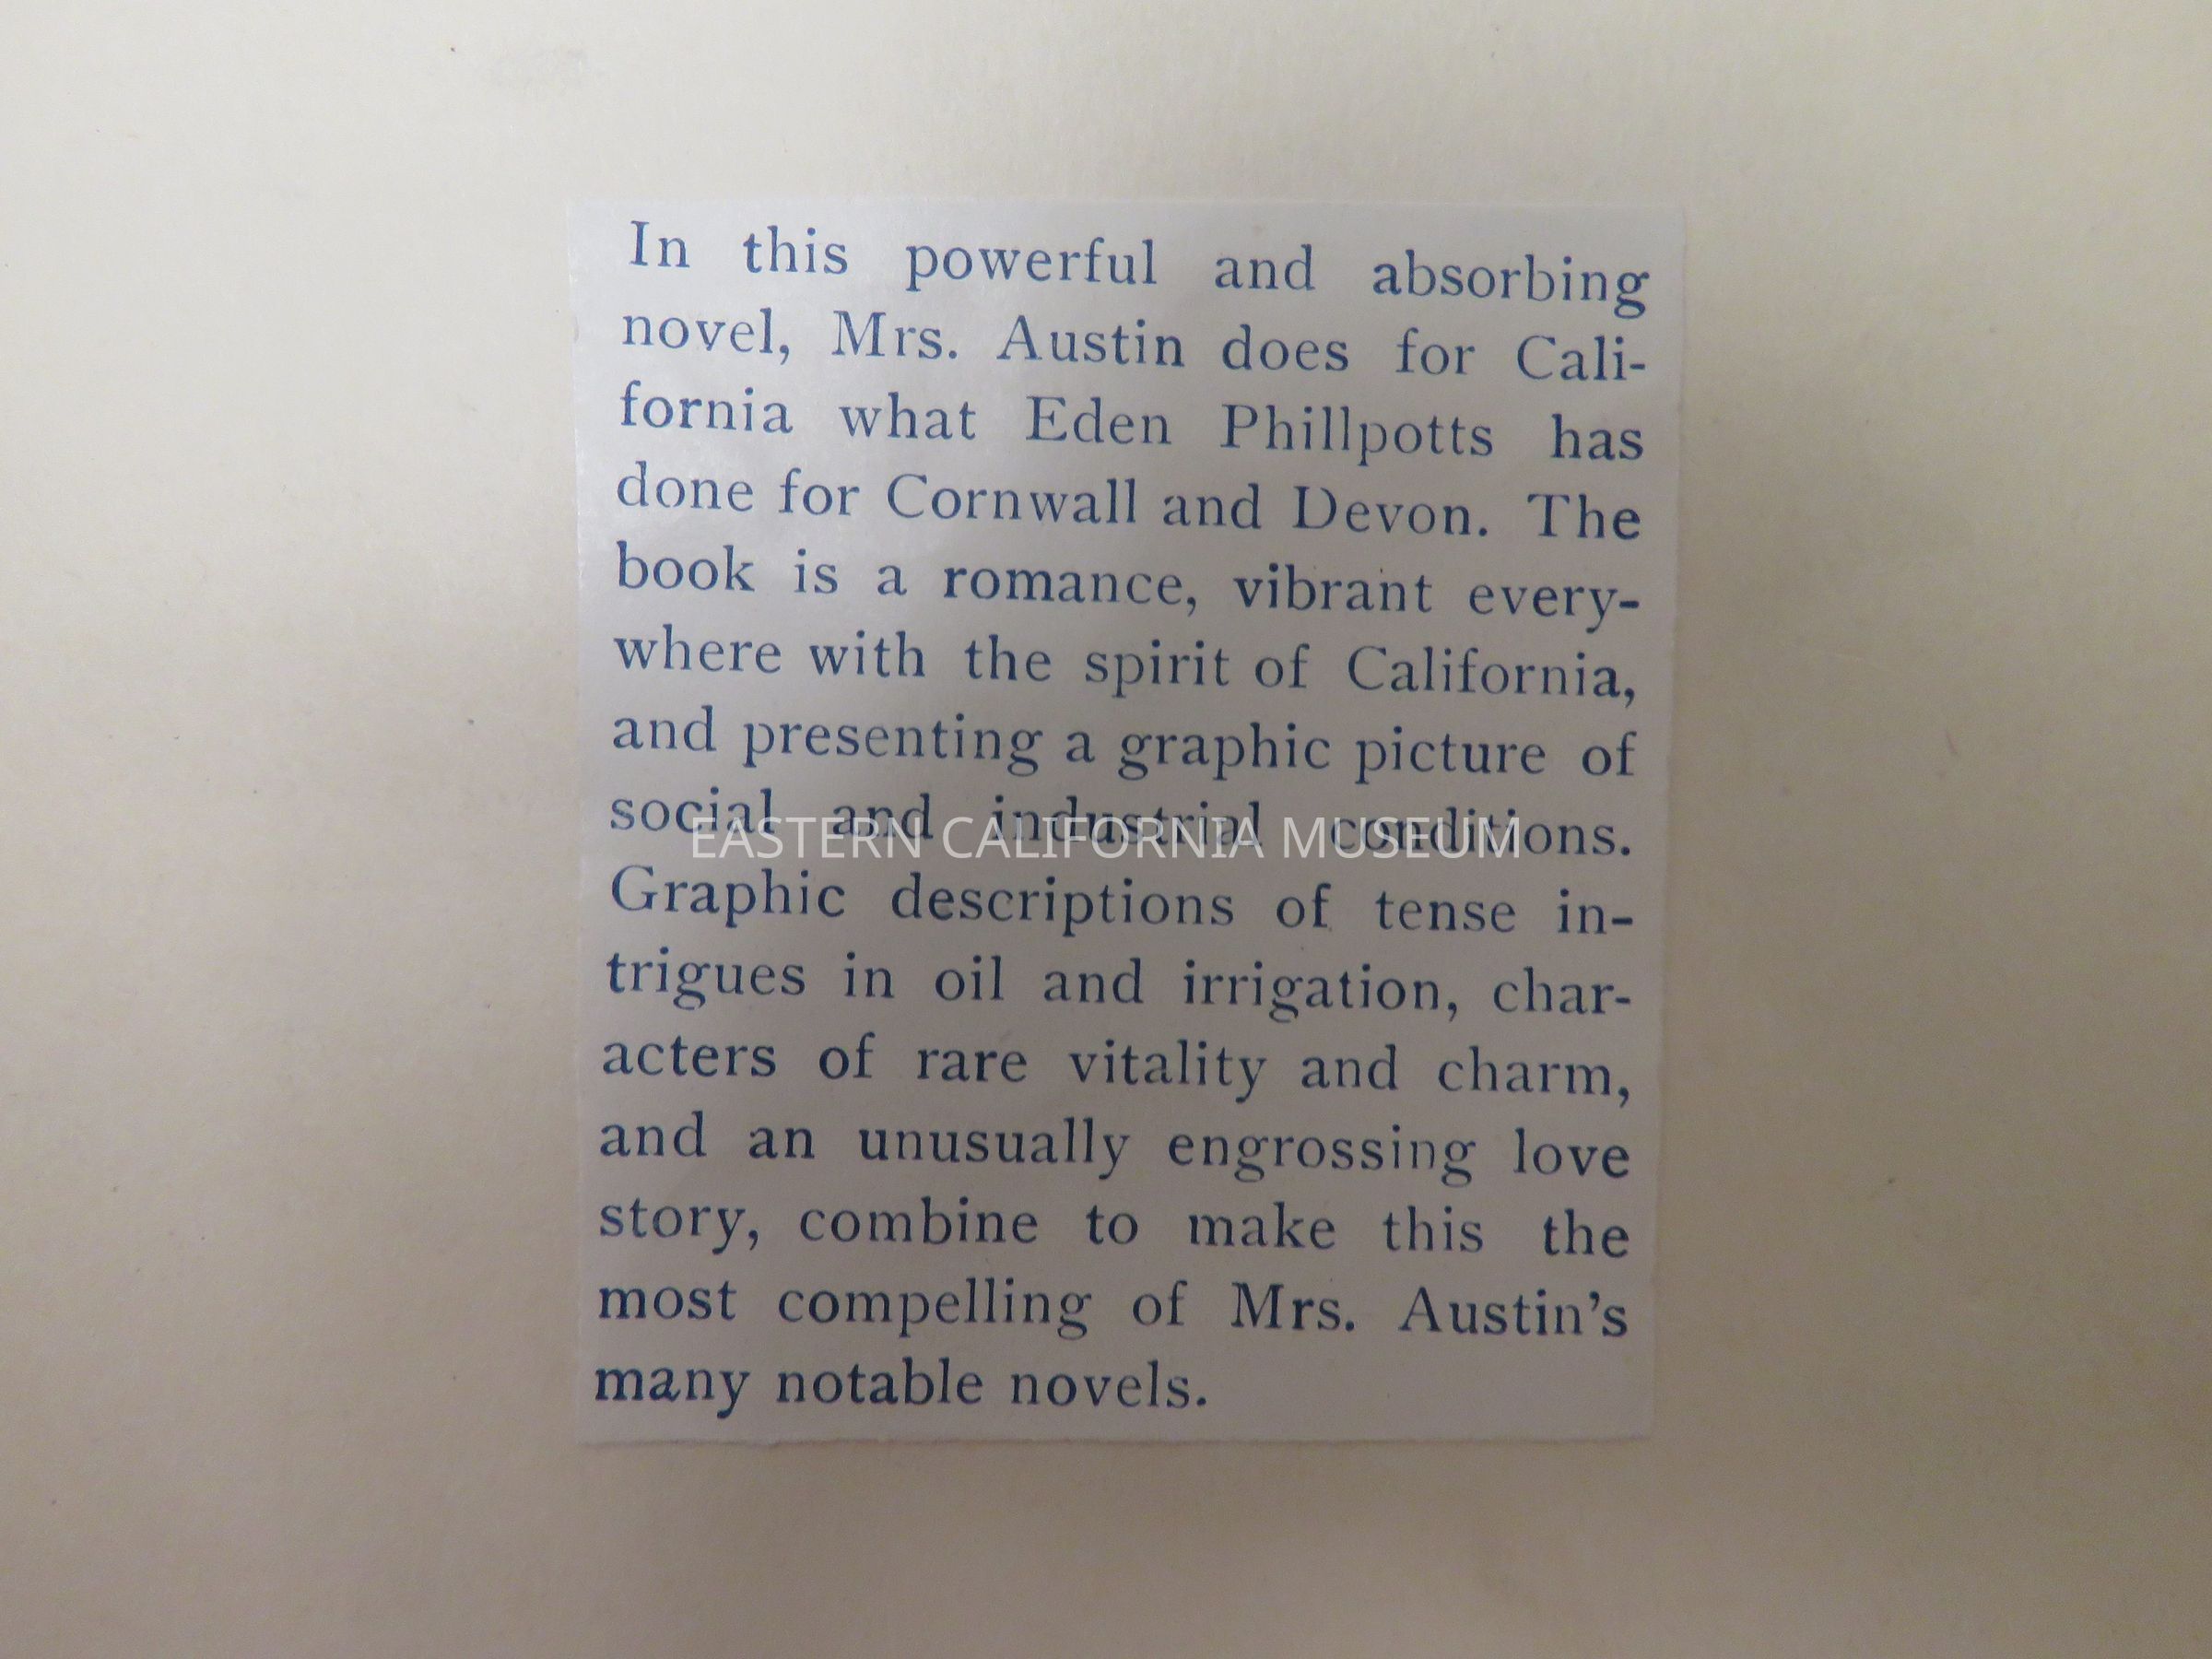 In this powerful and absorbing
novel, Mrs. Austin does for Cali-
fornia what Eden Phillpotts has
done for Cornwall and Devon. The
book is a romance, vibrant every-
where with the spirit of California,
and presenting a graphic picture of
social and industrial conditions.
EASTERN CALIFORNIA MUSEUM
Graphic descriptions of tense in-
trigues in oil and irrigation, char-
acters of rare vitality and charm,
and an unusually engrossing love
story, combine to make this the
most compelling of Mrs. Austin's
many notable novels.